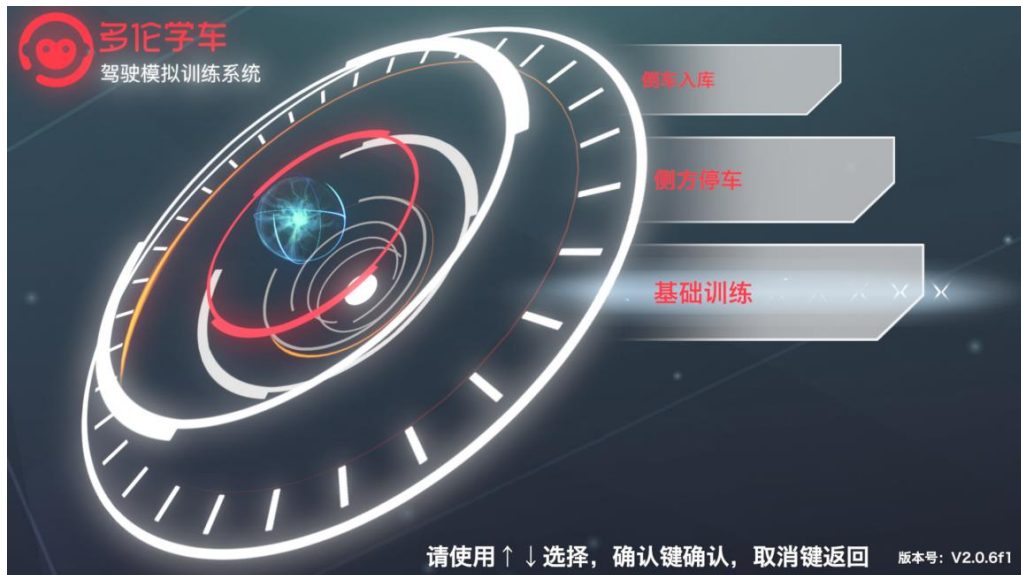 多伦学车
驾驶模拟训练系统
倒车入库
侧方停车
基础训练
请使用↑↓选择，确认键确认，取消键返回
版本号：V2.0.6f1